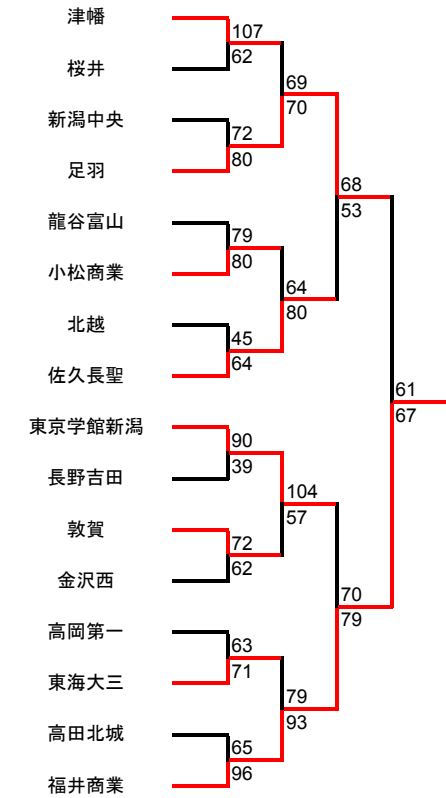 津幡
107
62
桜井
69
70
新潟中央
72
80
足羽
68
53
龍谷富山
79
80
小松商業
64
80
北越
45
64
佐久長聖
61
67
東京学館新潟
90
39
長野吉田
104
57
敦賀
72
62
金沢西
70
79
高岡第一
63
71
東海大三
79
93
高田北城
65
96
福井商業